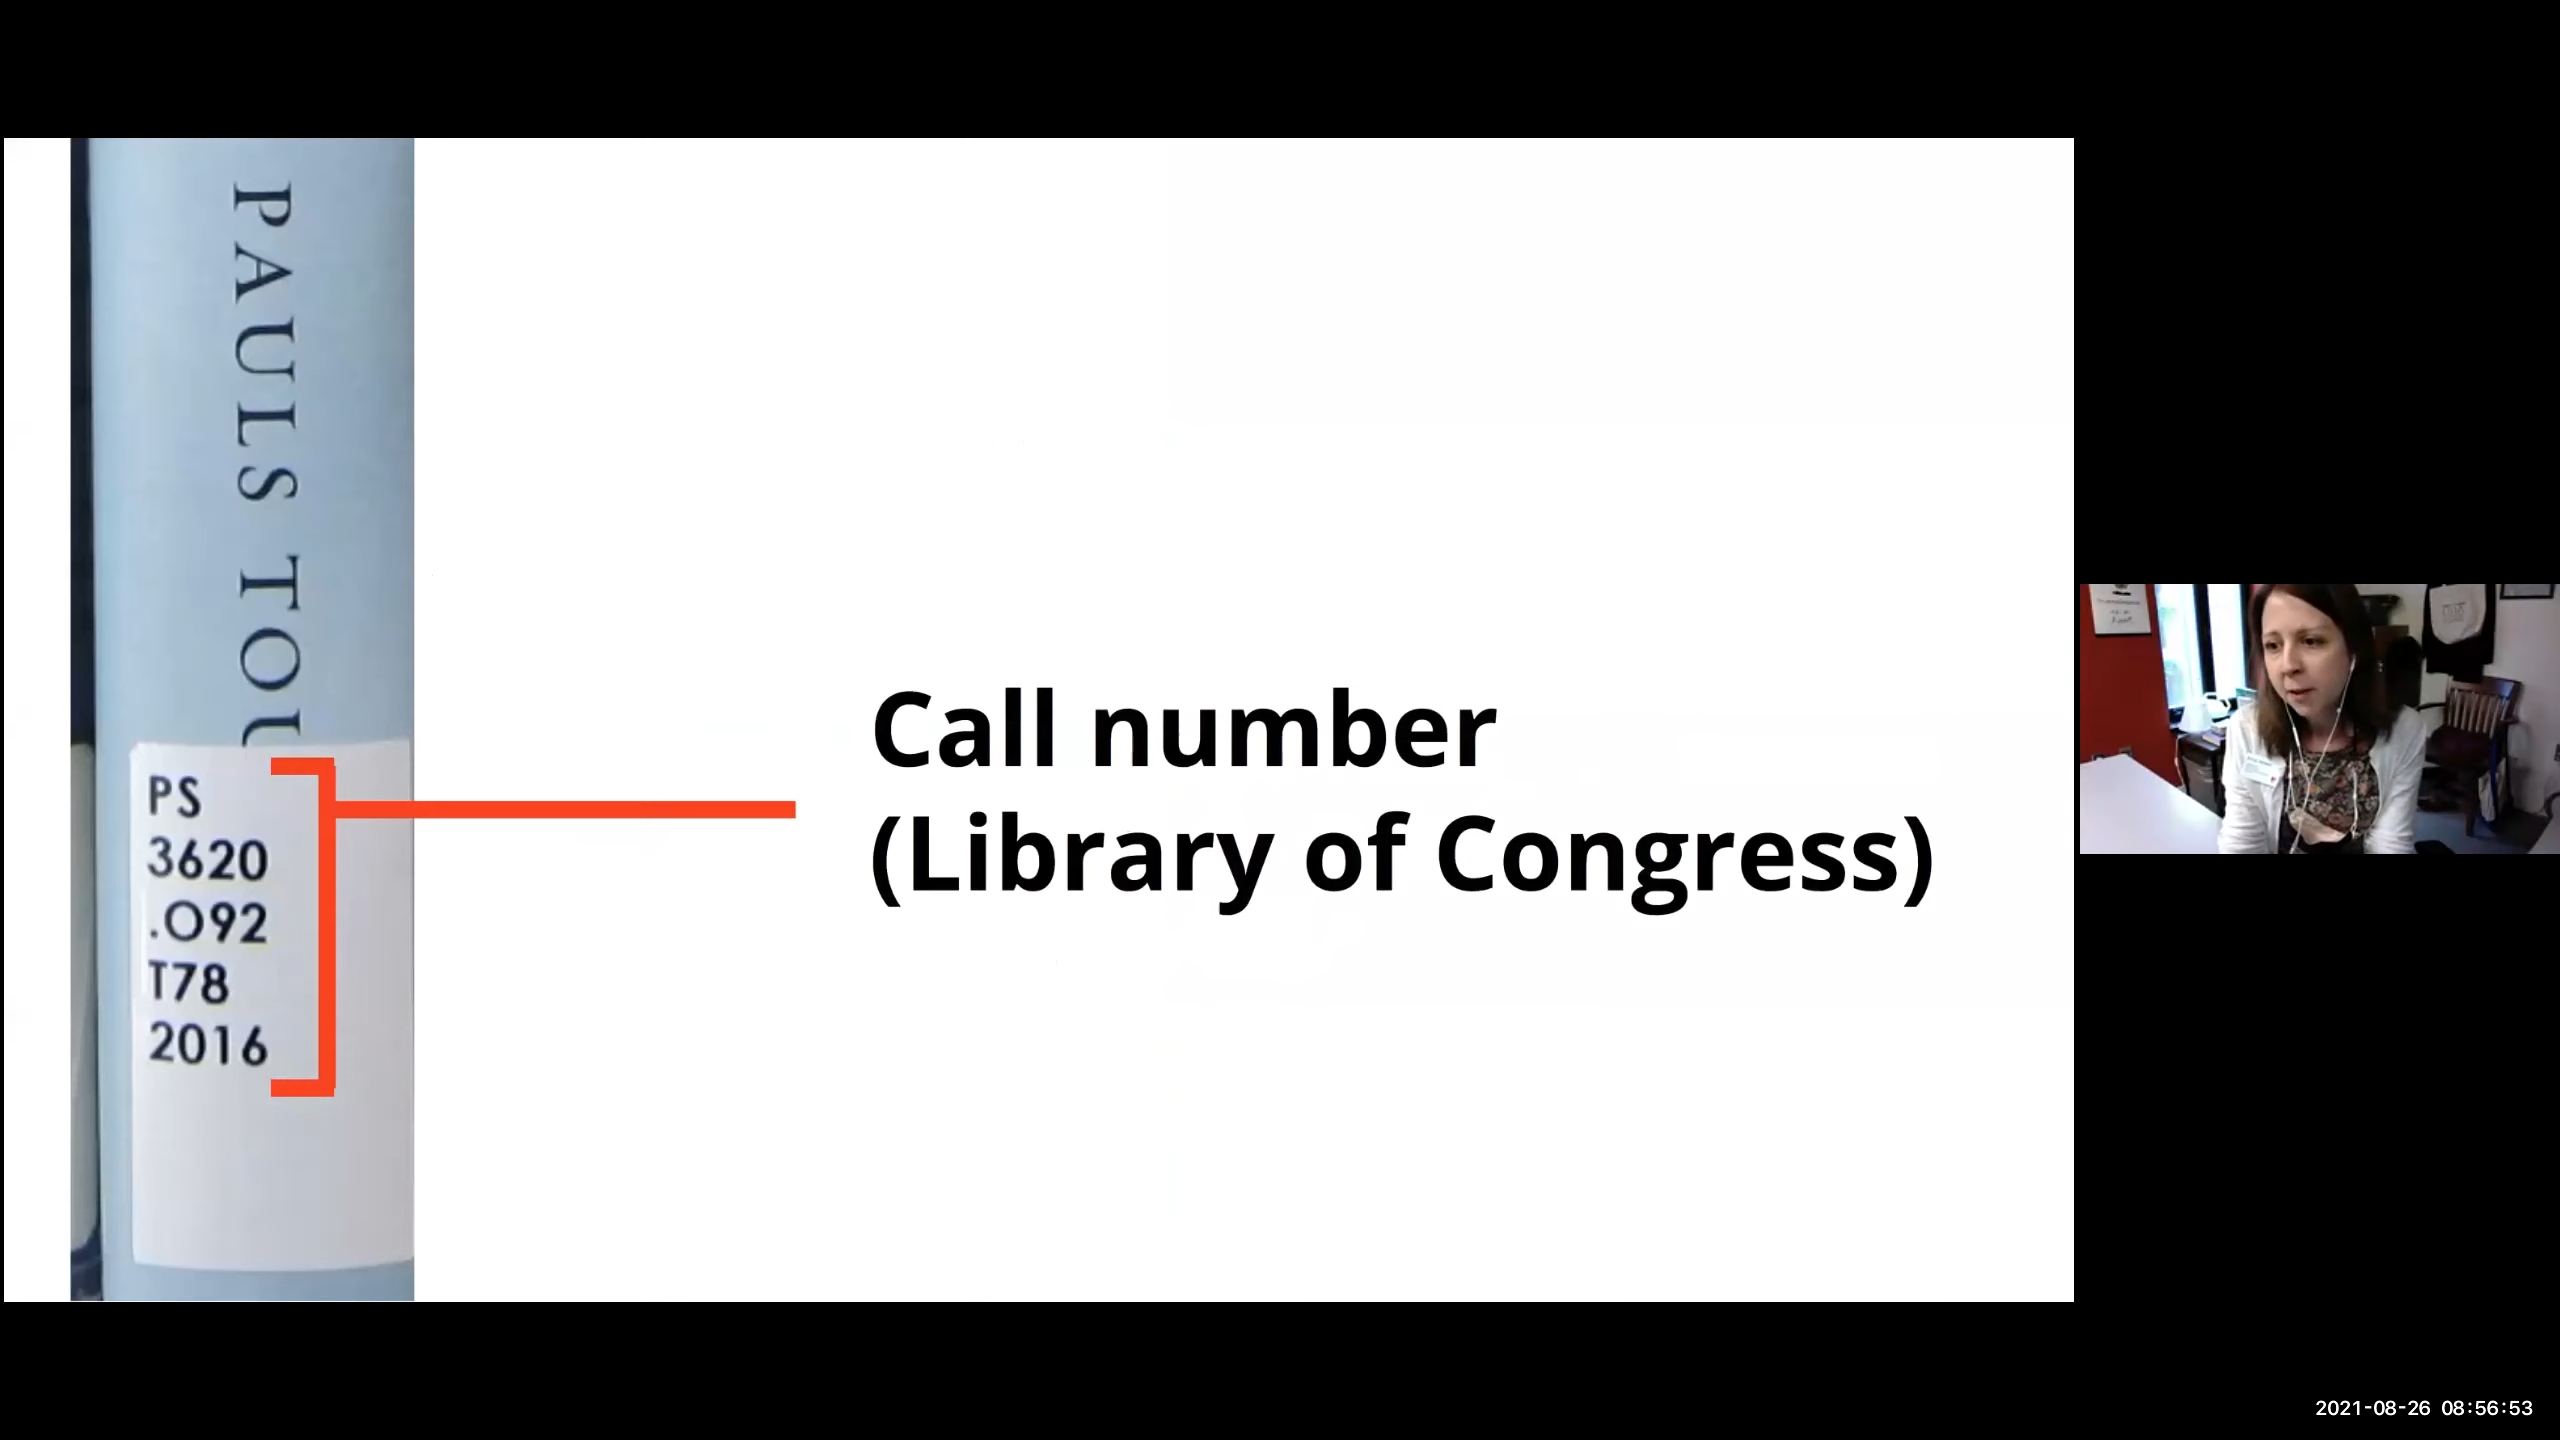 PAULS TOU
PS
3620
.O92
T78
2016
Call number
(Library of Congress)
2021-08-26 08:56:53